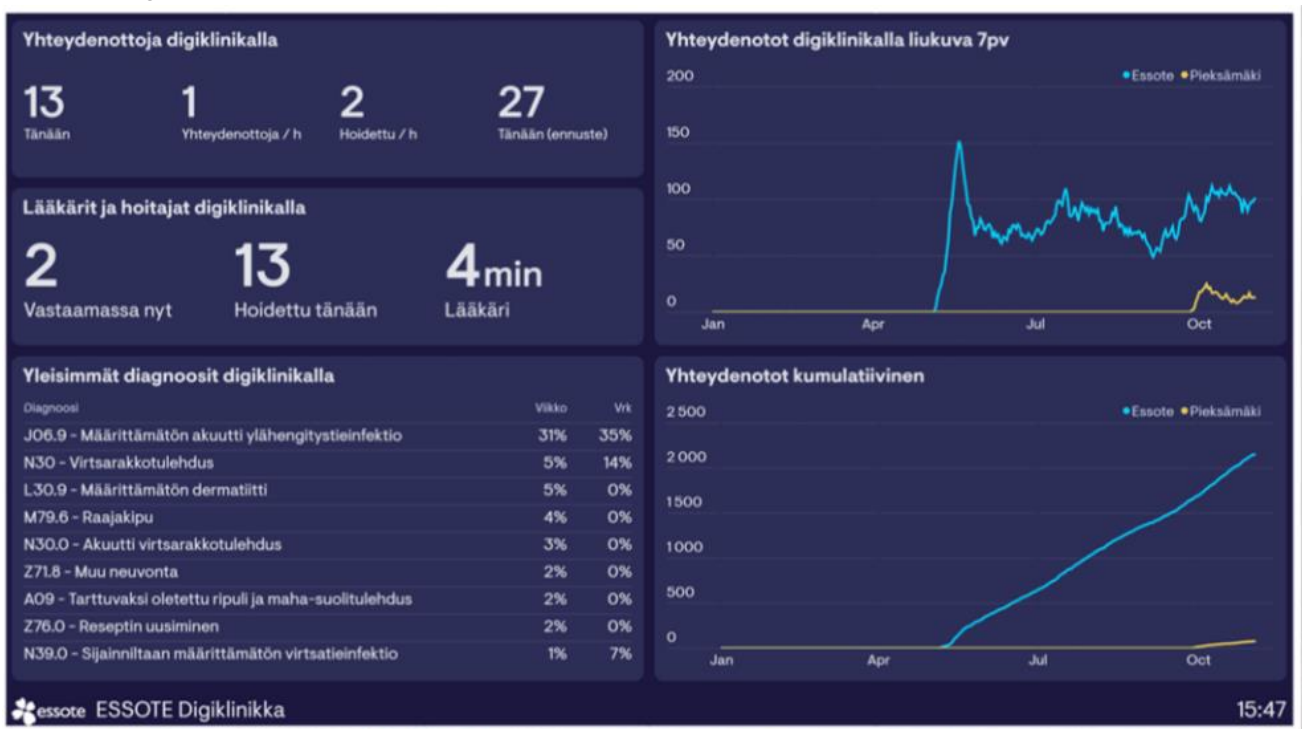 Yhteydenottoja digiklinikalla
13 1 2 27
Tänään Yhteydenottoja / h Hoidettu / h Tänään (ennuste)
Lääkärit ja hoitajat digiklinikalla
2 13 4 min
Vastaamassa nyt Hoidettu tänään Lääkäri
Yleisimmät diagnoosit digiklinikalla
Diagnoosi Viikko Vrk
J06.9 - Määrittämätön akuutti ylähengitystieinfektio 31% 35%
N30 - Virtsarakkotulehdus 5% 14%
L30.9 - Määrittämätön dermatiitti 5% 0%
M79.6 - Raajakipu 4% 0%
N30.0 - Akuutti virtsarakkotulehdus 3% 0%
Z71.8 - Muu neuvonta 2% 0%
A09 - Tarttuvaksi oletettu ripuli ja maha-suolitulehdus 2% 0%
Z76.0 - Reseptin uusiminen 2% 0%
N39.0 - Sijainniltaan määrittämätön virtsatieinfektio 1% 7%
Yhteydenotot digiklinikalla liukuva 7pv
Essote Pieksämäki
200
150
100
50
0
Jan Apr Jul Oct
Yhteydenotot kumulatiivinen
Essote Pieksämäki
2 500
2 000
1 500
1 000
500
0
Jan Apr Jul Oct
essote ESSOTE Digiklinikka
15:47